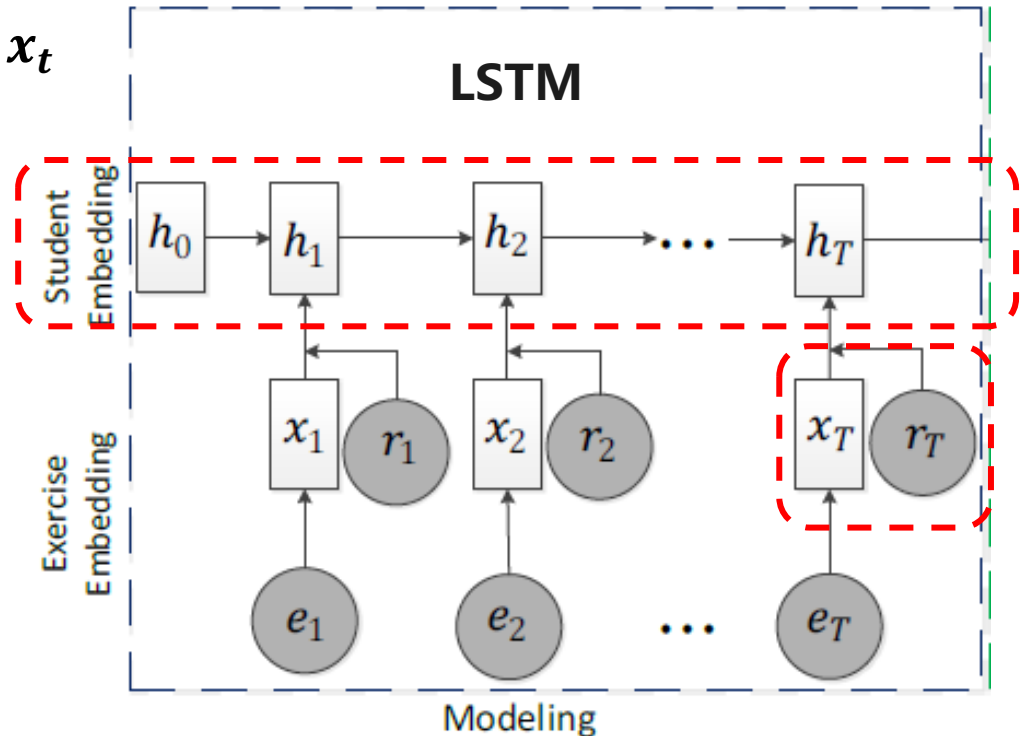 x_t
LSTM
Student
Embedding
h_0
h_1
h_2
...
h_T
Exercise
Embedding
x_1
r_1
x_2
r_2
x_T
r_T
e_1
e_2
...
e_T
Modeling